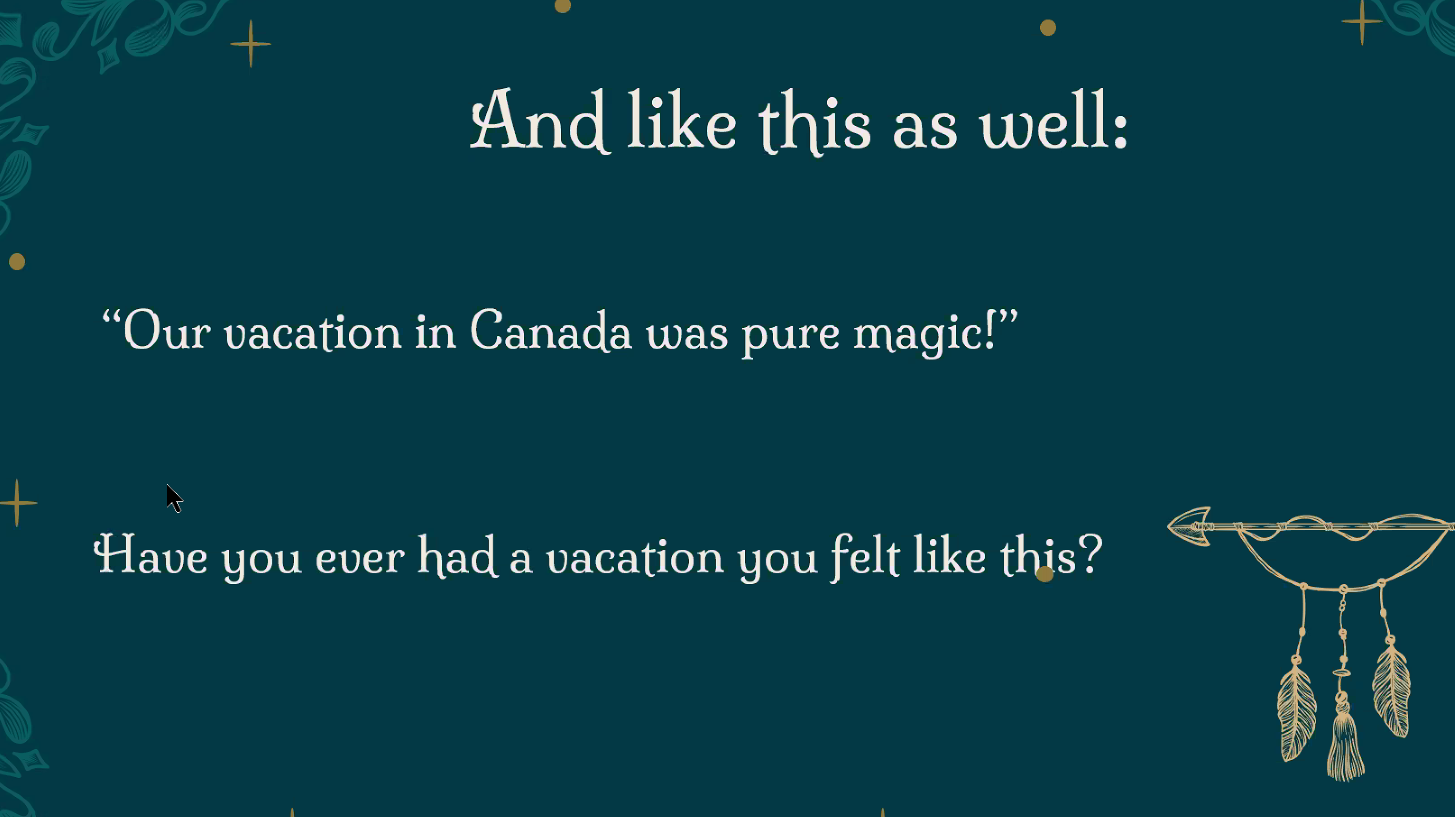 And like this as well:
“Our vacation in Canada was pure magic!”
Have you ever had a vacation you felt like this?